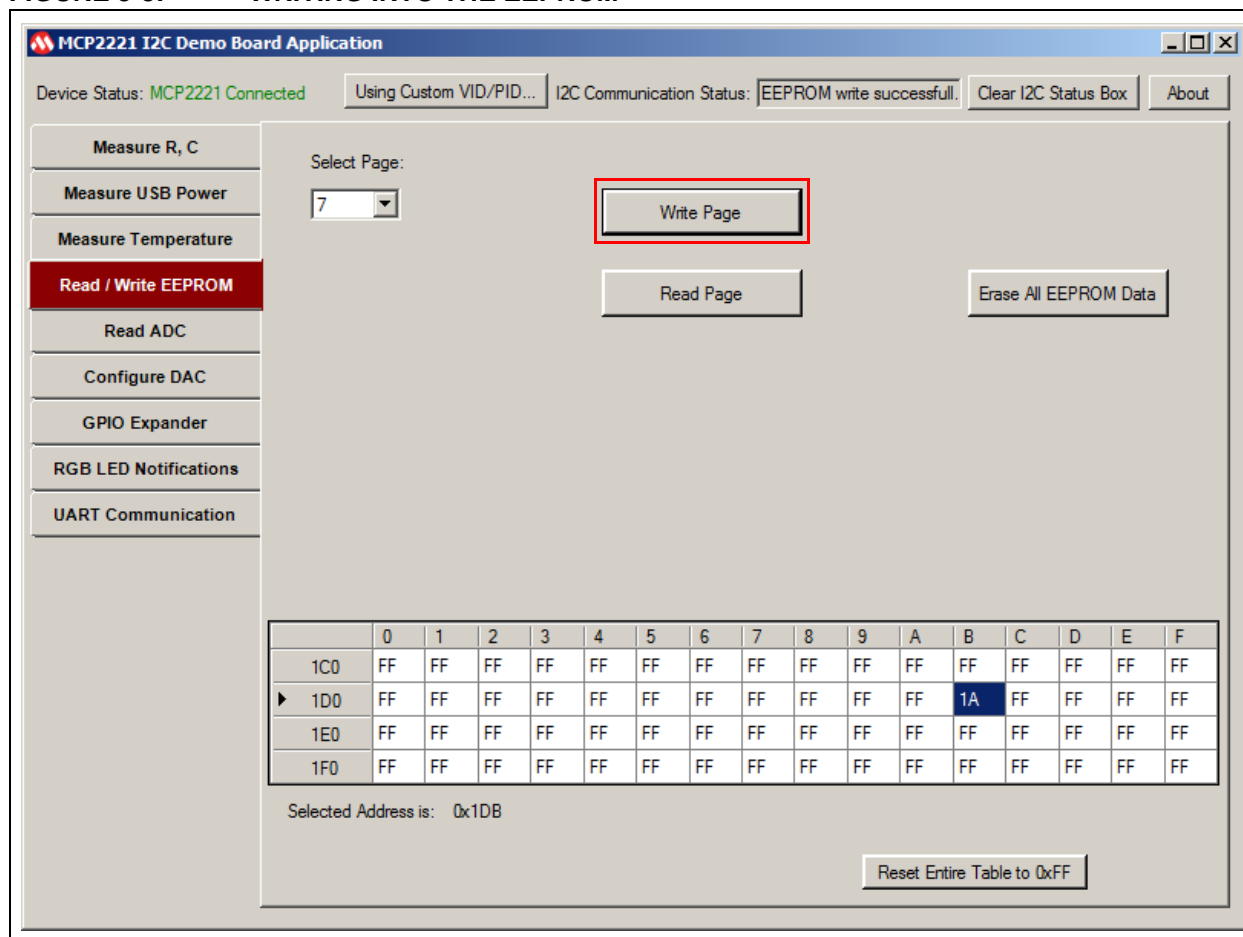 MCP2221 I2C Demo Board Application
Device Status: MCP2221 Connected Using Custom VID/PID... I2C Communication Status: EEPROM write successfull. Clear I2C Status Box About
Measure R, C
Measure USB Power
Measure Temperature
Read / Write EEPROM
Read ADC
Configure DAC
GPIO Expander
RGB LED Notifications
UART Communication
Select Page:
7
Write Page
Read Page
Erase All EEPROM Data
0 1 2 3 4 5 6 7 8 9 A B C D E F
1C0 FF FF FF FF FF FF FF FF FF FF FF FF FF FF FF FF
1D0 FF FF FF FF FF FF FF FF FF FF FF 1A FF FF FF FF
1E0 FF FF FF FF FF FF FF FF FF FF FF FF FF FF FF FF
1F0 FF FF FF FF FF FF FF FF FF FF FF FF FF FF FF FF
Selected Address is: 0x1DB
Reset Entire Table to 0xFF